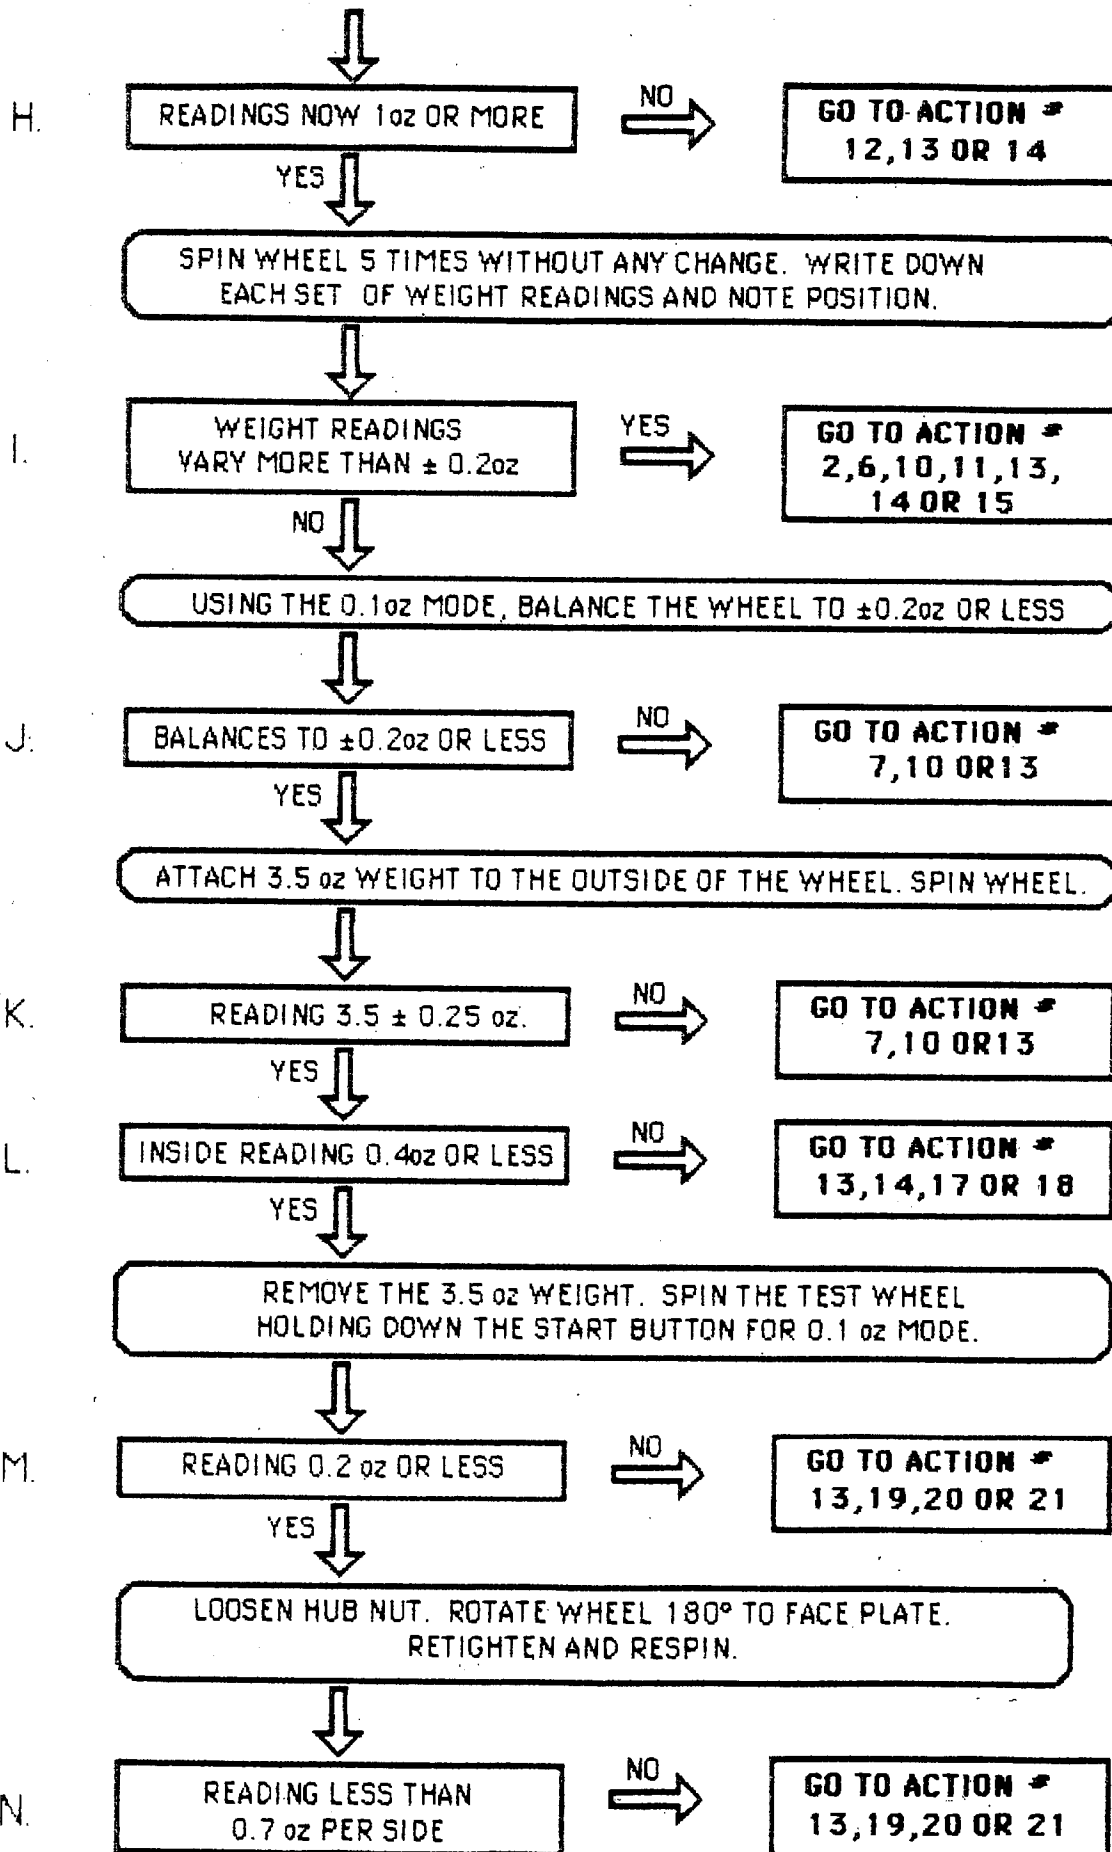 H.
READINGS NOW 1oz OR MORE
NO
GO TO ACTION #
12,13 OR 14
YES
SPIN WHEEL 5 TIMES WITHOUT ANY CHANGE. WRITE DOWN
EACH SET OF WEIGHT READINGS AND NOTE POSITION.
I.
WEIGHT READINGS
VARY MORE THAN ± 0.2oz
YES
GO TO ACTION #
2,6,10,11,13,
14 OR 15
NO
USING THE 0.1oz MODE, BALANCE THE WHEEL TO ±0.2oz OR LESS
J.
BALANCES TO ±0.2oz OR LESS
NO
GO TO ACTION #
7,10 OR13
YES
ATTACH 3.5 oz WEIGHT TO THE OUTSIDE OF THE WHEEL. SPIN WHEEL.
K.
READING 3.5 ± 0.25 oz.
NO
GO TO ACTION #
7,10 OR13
YES
L.
INSIDE READING 0.4oz OR LESS
NO
GO TO ACTION #
13,14,17 OR 18
YES
REMOVE THE 3.5 oz WEIGHT. SPIN THE TEST WHEEL
HOLDING DOWN THE START BUTTON FOR 0.1 oz MODE.
M.
READING 0.2 oz OR LESS
NO
GO TO ACTION #
13,19,20 OR 21
YES
LOOSEN HUB NUT. ROTATE WHEEL 180° TO FACE PLATE.
RETIGHTEN AND RESPIN.
N.
READING LESS THAN
0.7 oz PER SIDE
NO
GO TO ACTION #
13,19,20 OR 21